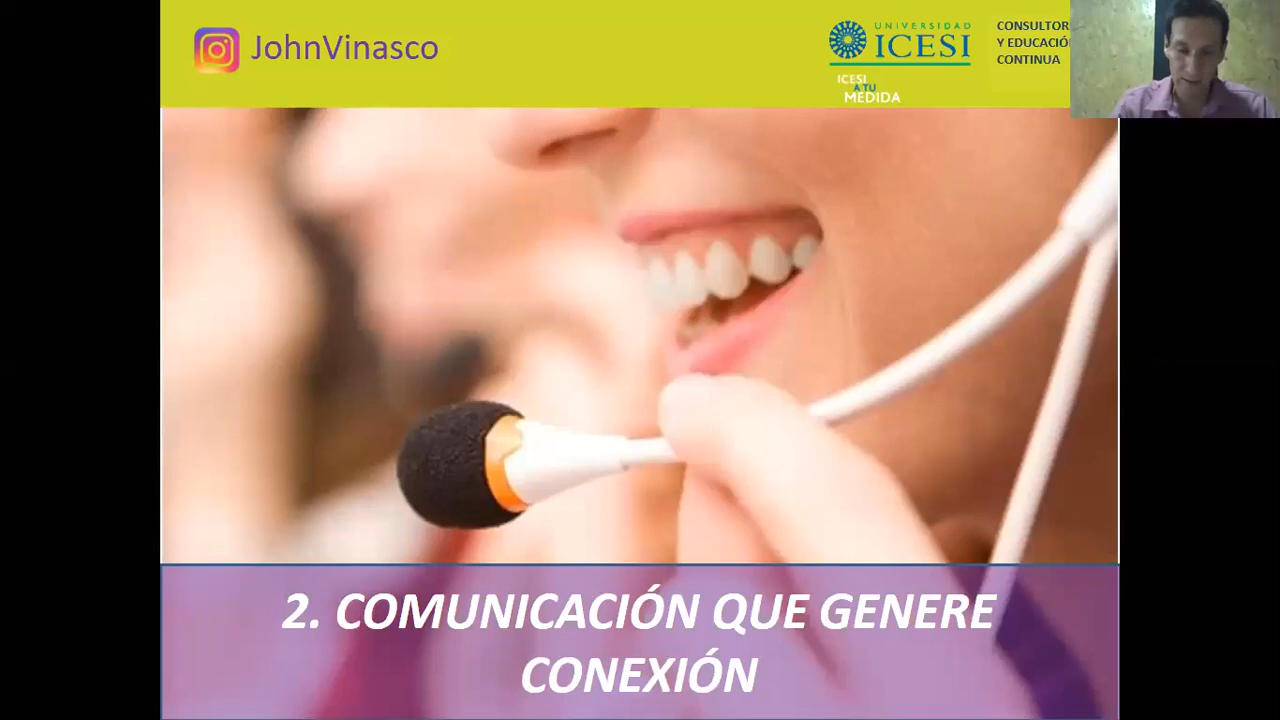 JohnVinasco
UNIVERSIDAD
ICESI
ICESI
A TU
MEDIDA
CONSULTOR
Y EDUCACIÓ
CONTINUA
2. COMUNICACIÓN QUE GENERE
CONEXIÓN